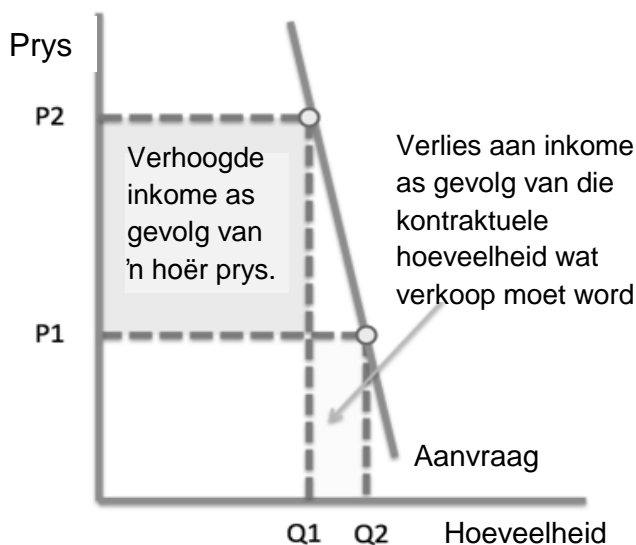 Prys
P2
Verhoogde
inkome as
gevolg van
'n hoër prys.
Verlies aan inkome
as gevolg van die
kontraktuele
hoeveelheid wat
verkoop moet word
P1
Aanvraag
Q1 Q2 Hoeveelheid